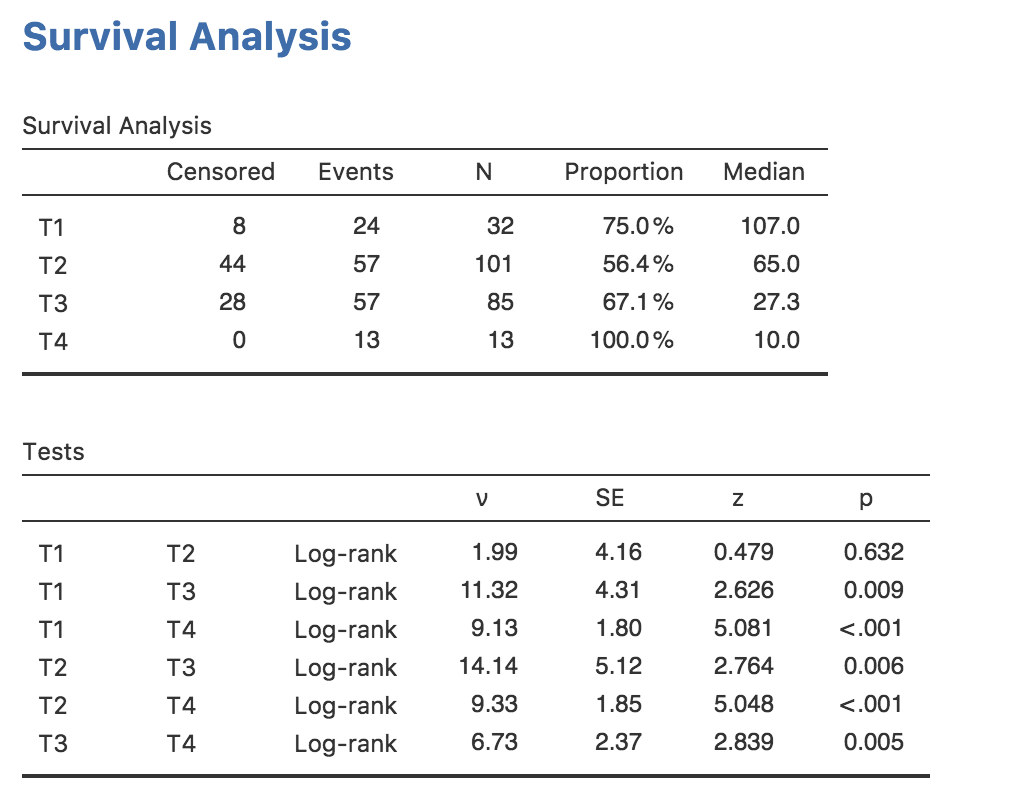 Survival Analysis
Survival Analysis
Censored Events N Proportion Median
T1 8 24 32 75.0% 107.0
T2 44 57 101 56.4% 65.0
T3 28 57 85 67.1% 27.3
T4 0 13 13 100.0% 10.0
Tests
ν SE z p
T1 T2 Log-rank 1.99 4.16 0.479 0.632
T1 T3 Log-rank 11.32 4.31 2.626 0.009
T1 T4 Log-rank 9.13 1.80 5.081 <.001
T2 T3 Log-rank 14.14 5.12 2.764 0.006
T2 T4 Log-rank 9.33 1.85 5.048 <.001
T3 T4 Log-rank 6.73 2.37 2.839 0.005